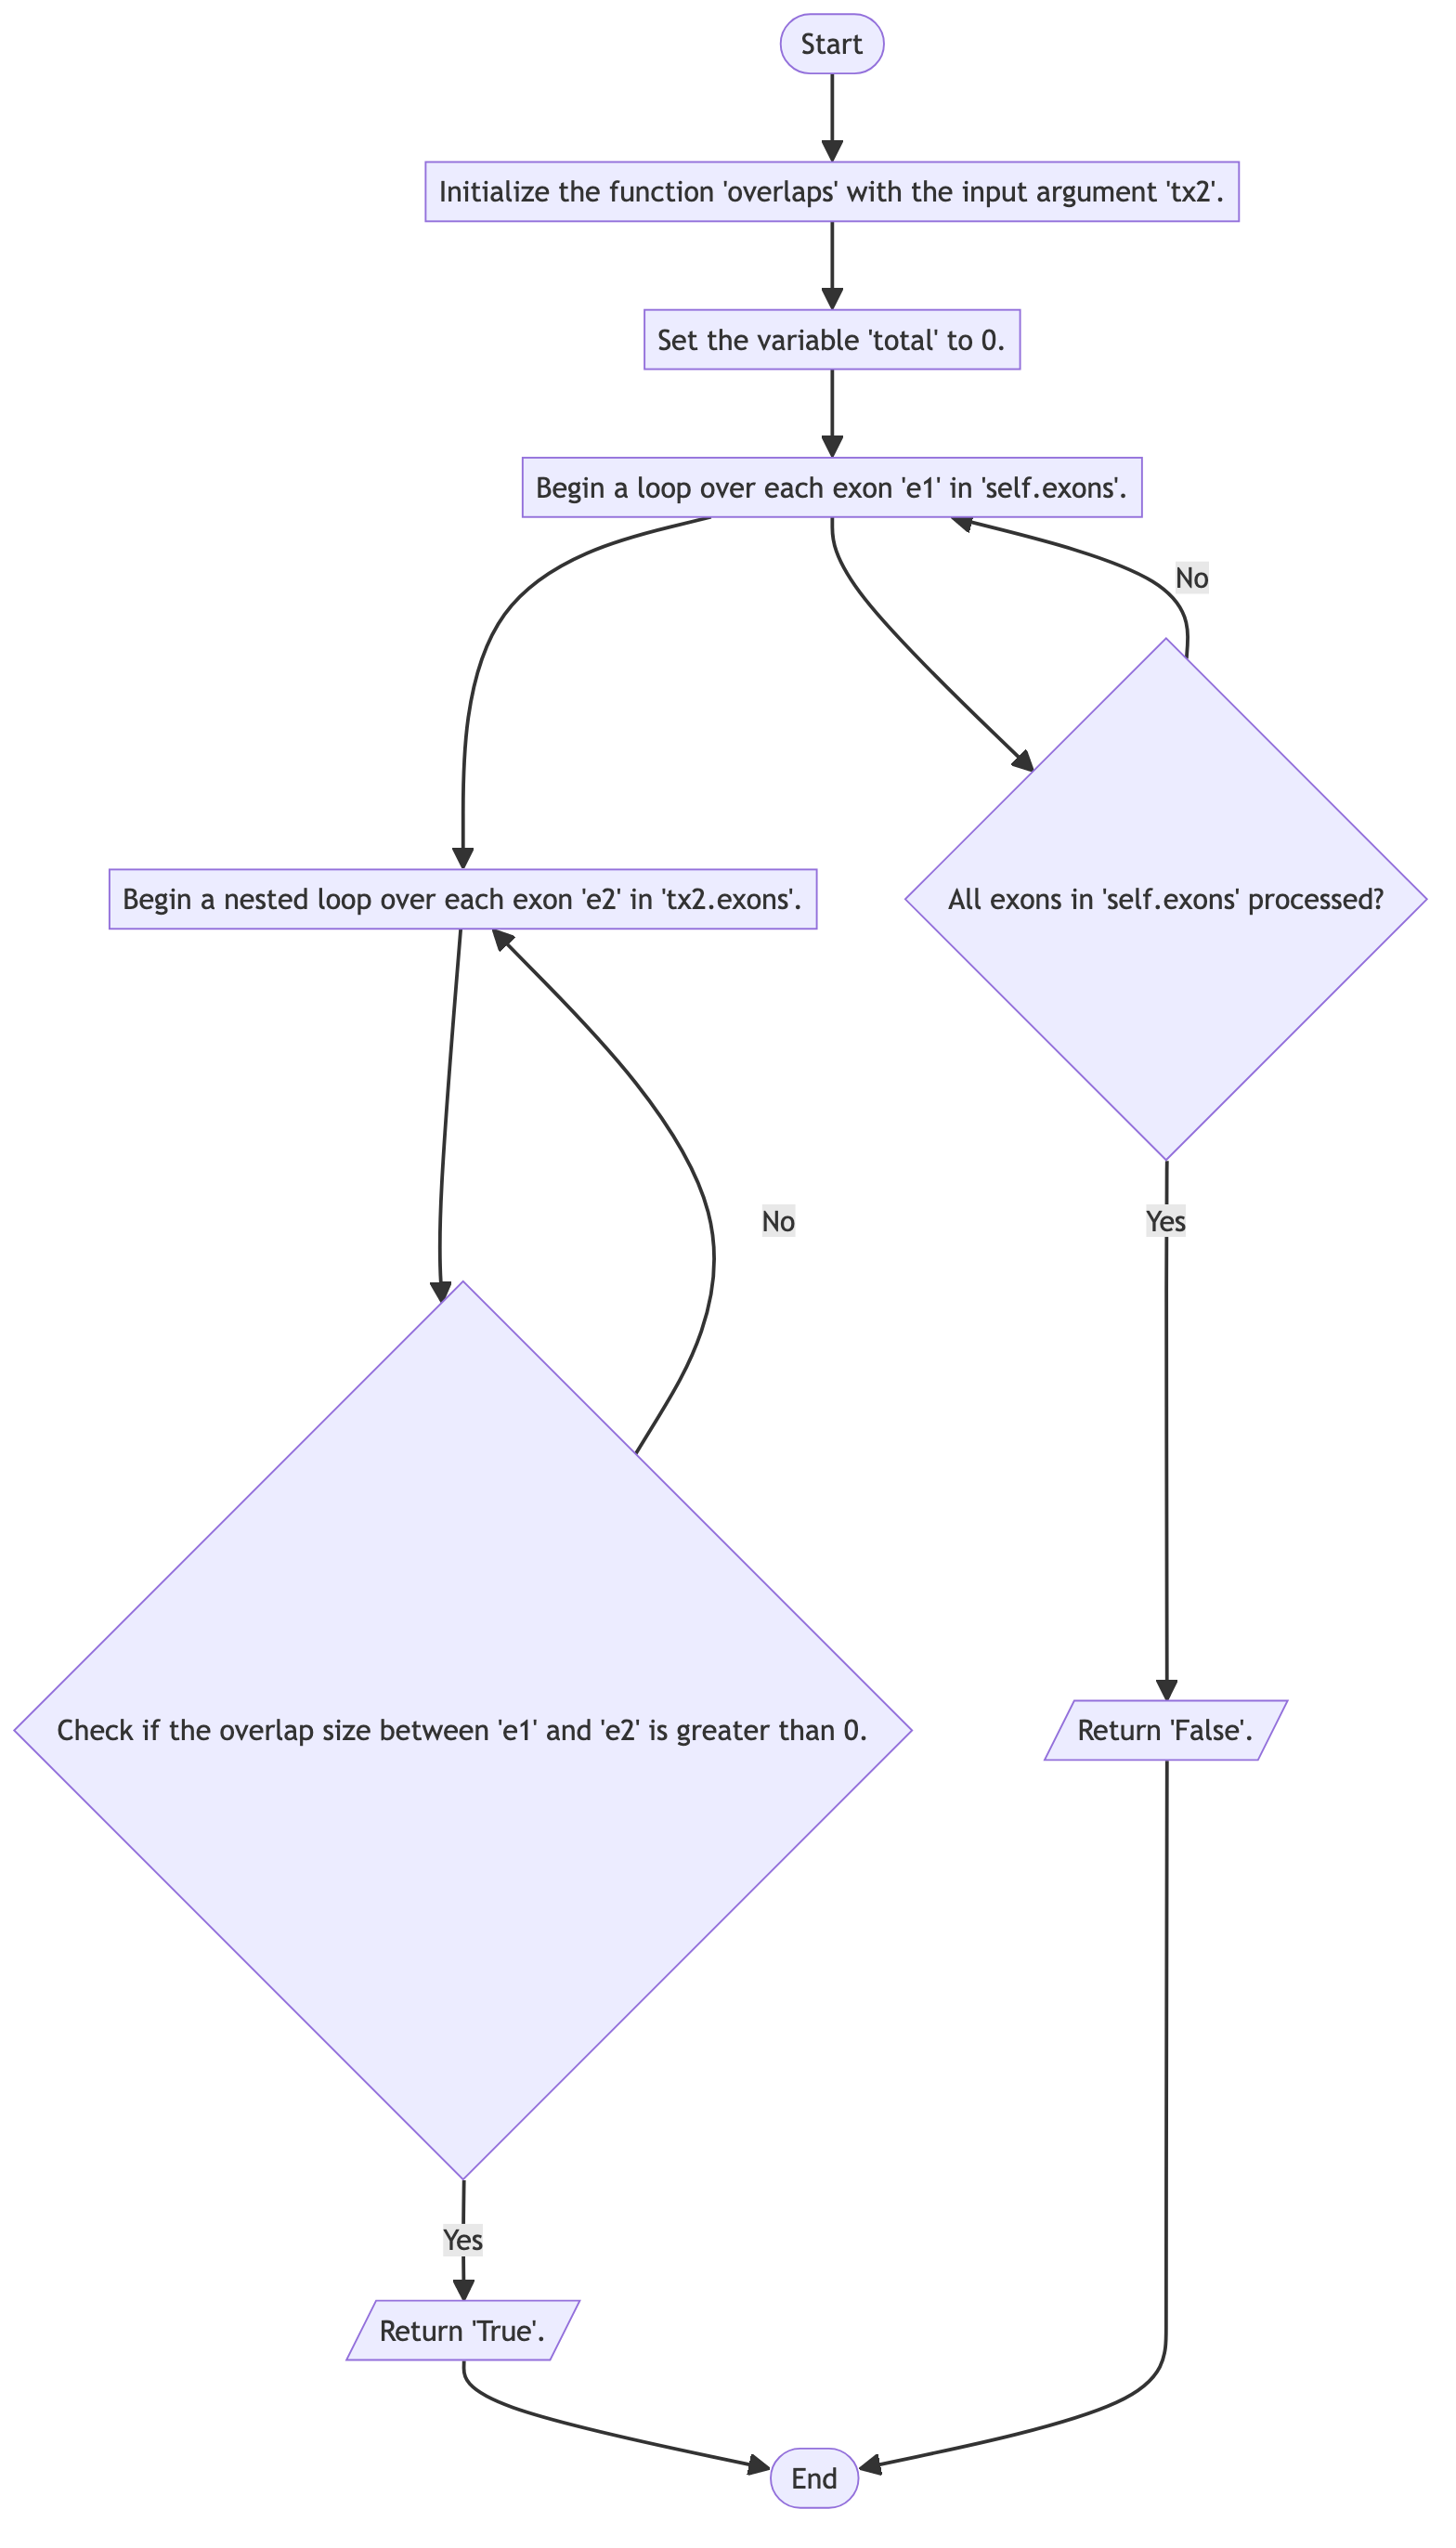 Start
Initialize the function 'overlaps' with the input argument 'tx2'.
Set the variable 'total' to 0.
Begin a loop over each exon 'e1' in 'self.exons'.
No
Begin a nested loop over each exon 'e2' in 'tx2.exons'.
All exons in 'self.exons' processed?
No
Yes
Check if the overlap size between 'e1' and 'e2' is greater than 0.
Return 'False'.
Yes
Return 'True'.
End